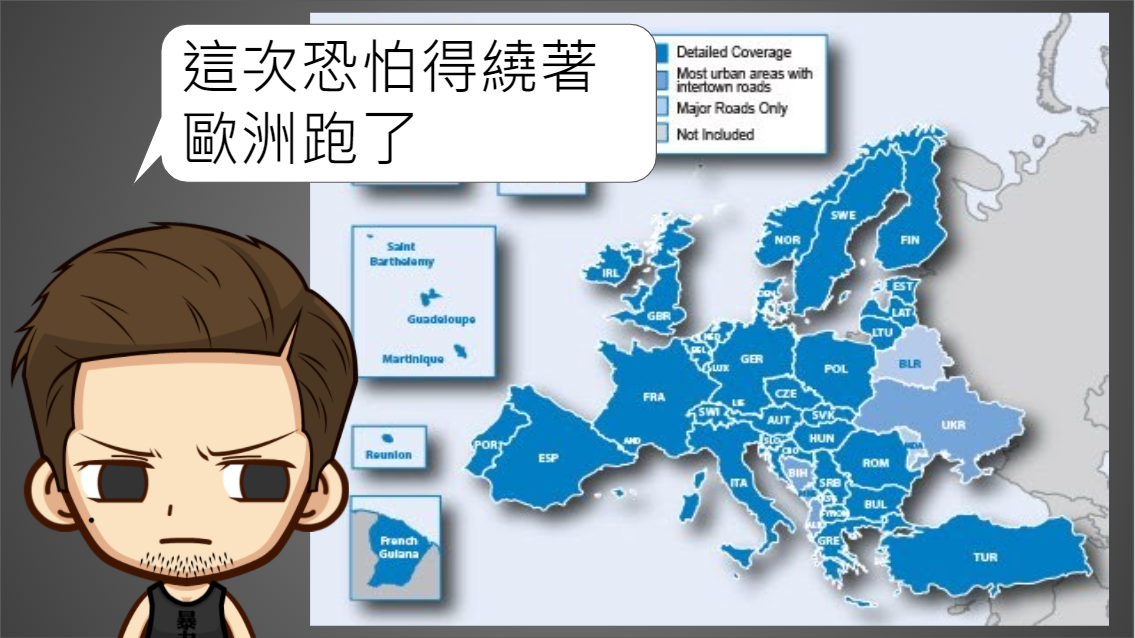 這次恐怕得繞著
歐洲跑了
Detailed Coverage
Most urban areas with
intertown roads
Major Roads Only
Not Included
Saint
Barthelemy
Guadeloupe
Martinique
Reunion
French
Guiana
SWE
NOR
FIN
IRL
EST
LAT
GBR
LTU
GER
POL
BLR
LUX
FRA
CZE
LIE
SWI
AUT
SVK
UKR
AND
HUN
POR
ESP
SLO
ROM
BIH
ITA
SRB
BUL
GRE
TUR
暴力